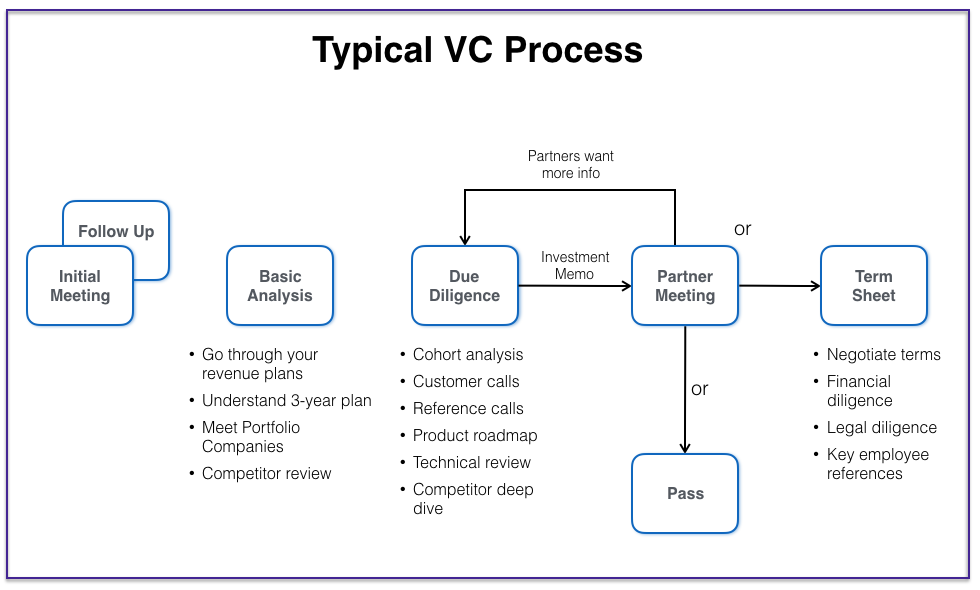 Typical VC Process
Partners want
more info
or
Follow Up
Initial
Meeting
Basic
Analysis
Due
Diligence
Investment
Memo
Partner
Meeting
Term
Sheet
• Go through your
revenue plans
• Understand 3-year plan
• Meet Portfolio
Companies
• Competitor review
• Cohort analysis
• Customer calls
• Reference calls
• Product roadmap
• Technical review
• Competitor deep
dive
or
Pass
• Negotiate terms
• Financial
diligence
• Legal diligence
• Key employee
references